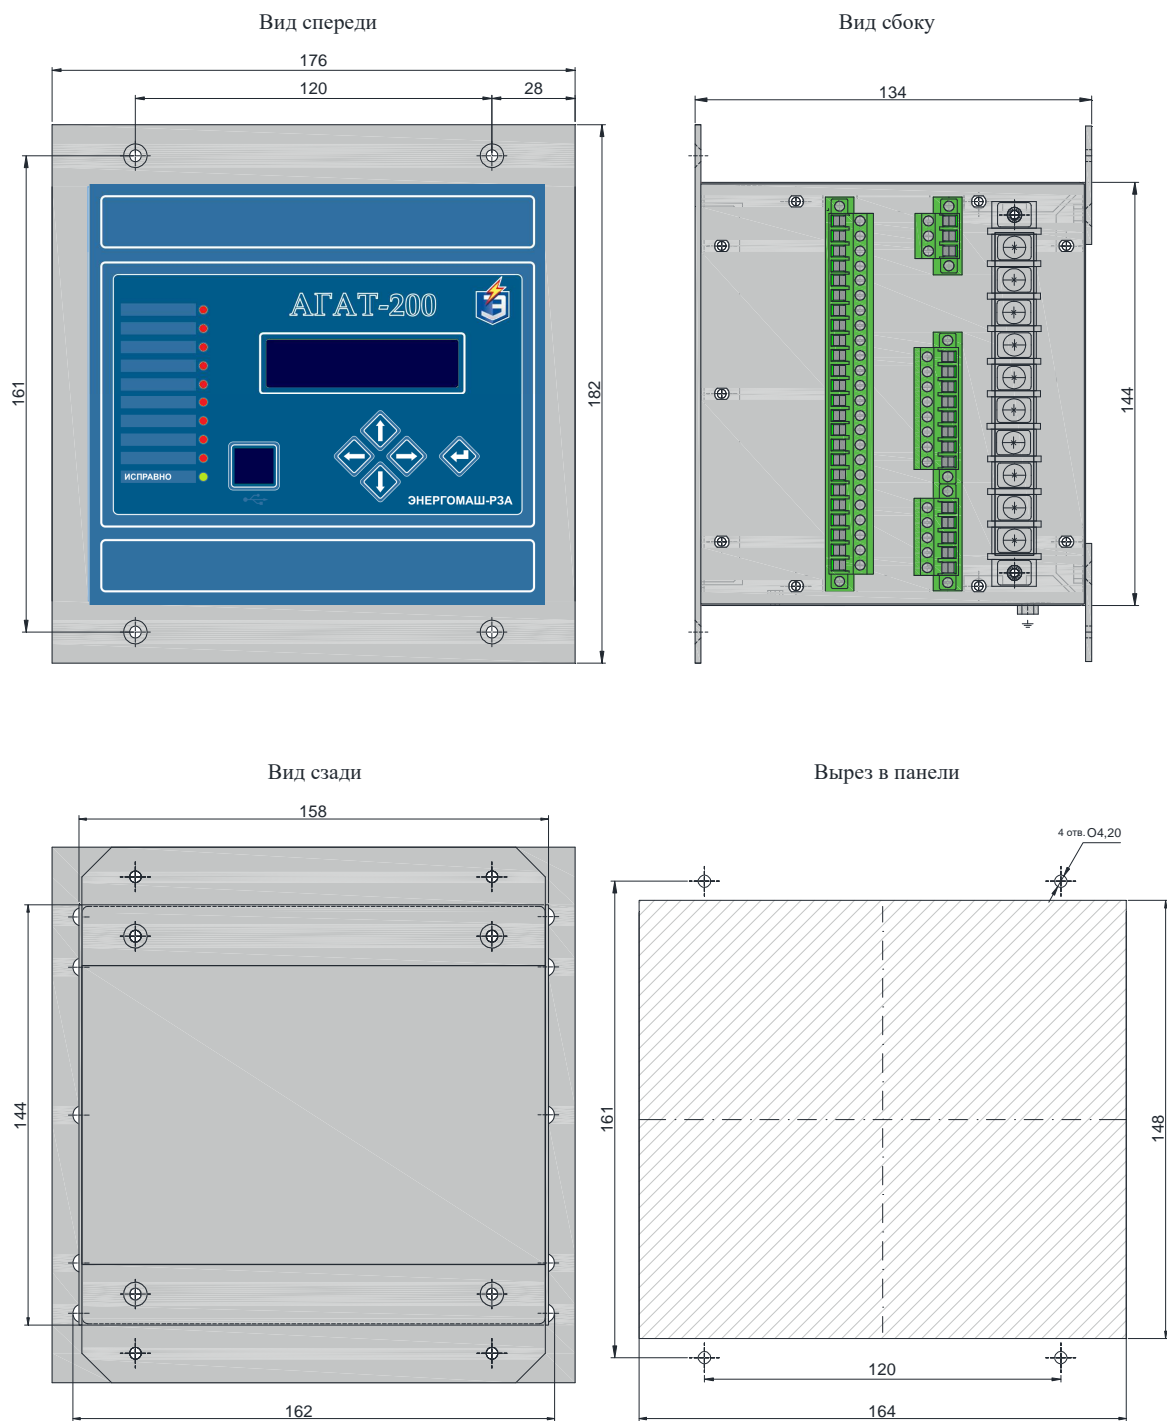 Вид спереди
Вид сбоку
176
120
28
134
161
182
144
АГАТ-200
ИСПРАВНО
ЭНЕРГОМАШ-РЗА
Вид сзади
Вырез в панели
158
4 отв. O4,20
144
161
148
120
162
164